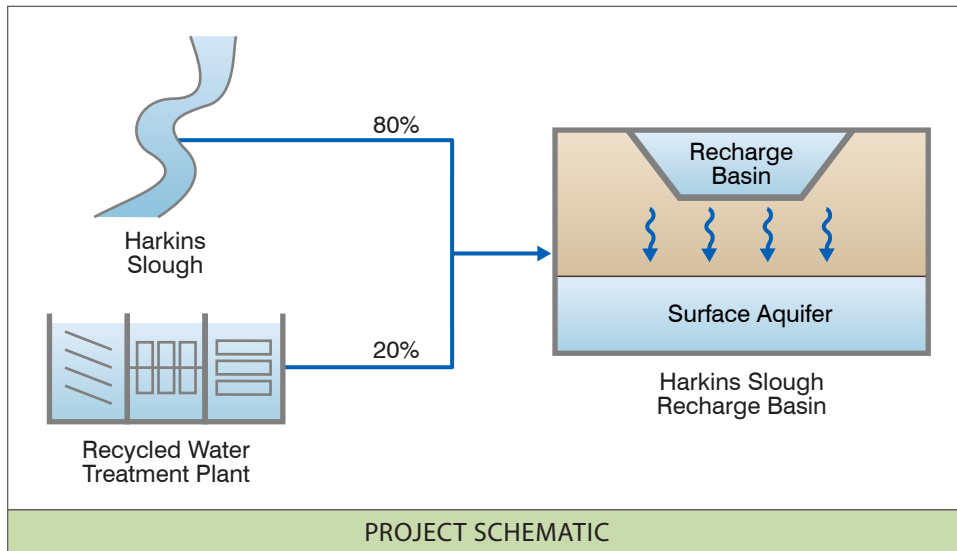 80%
Harkins
Slough
20%
Recycled Water
Treatment Plant
Recharge
Basin
Surface Aquifer
Harkins Slough
Recharge Basin
PROJECT SCHEMATIC